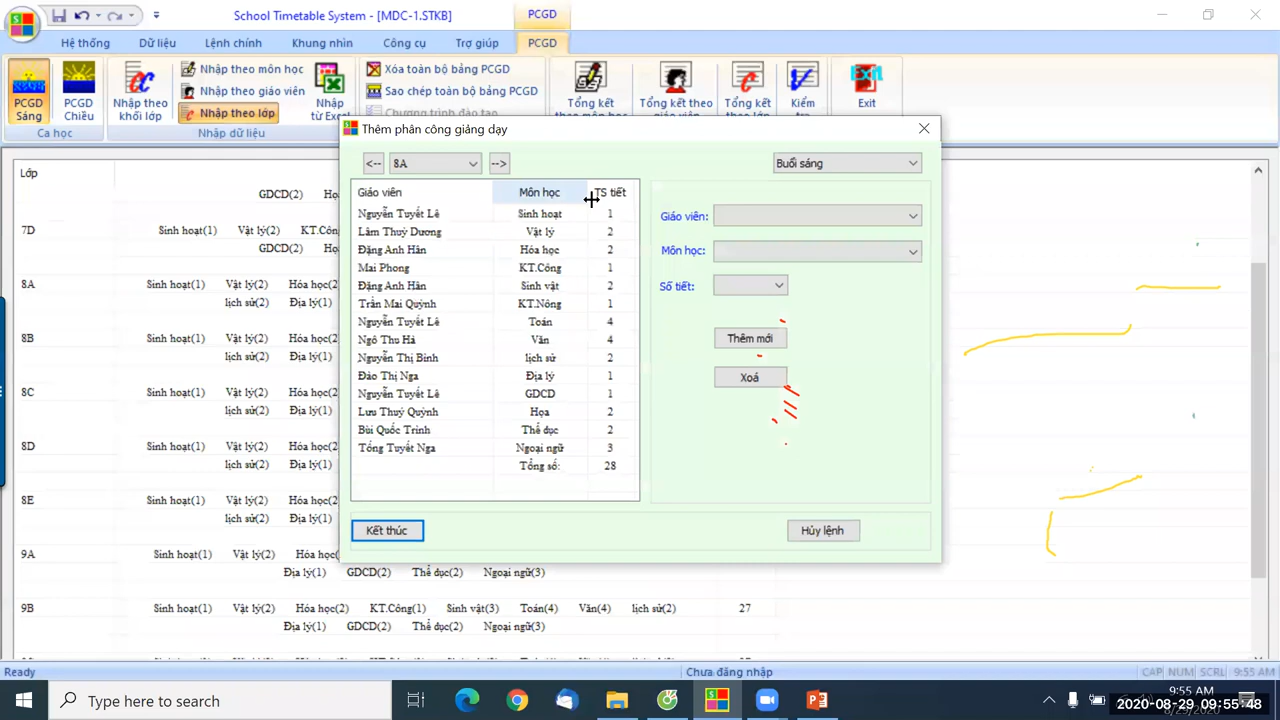 School Timetable System - [MDC-1.STKB]
PCGD
Hệ thống Dữ liệu Lệnh chính Khung nhìn Công cụ Trợ giúp PCGD
PCGD Sáng
PCGD Chiều
Ca học
Nhập theo khối lớp
Nhập theo môn học
Nhập theo giáo viên
Nhập theo lớp
Nhập từ Excel
Nhập dữ liệu
Xóa toàn bộ bảng PCGD
Sao chép toàn bộ bảng PCGD
Chương trình đào tạo
Tổng kết theo môn học
Tổng kết theo giáo viên
Tổng kết theo lớp
Kiểm tra
Exit
Thêm phân công giảng dạy
<-- 8A -->
Buổi sáng
Giáo viên Môn học TS tiết
Nguyễn Tuyết Lê Sinh hoạt 1
Lâm Thuỳ Dương Vật lý 2
Đặng Anh Hân Hóa học 2
Mai Phong KT.Công 1
Đặng Anh Hân Sinh vật 2
Trần Mai Quỳnh KT.Nông 1
Nguyễn Tuyết Lê Toán 4
Ngô Thu Hà Văn 4
Nguyễn Thị Bính lịch sử 2
Đào Thị Nga Địa lý 1
Nguyễn Tuyết Lê GDCD 1
Lưu Thuý Quỳnh Họa 2
Bùi Quốc Trinh Thể dục 2
Tống Tuyết Nga Ngoại ngữ 3
Tổng số: 28
Giáo viên:
Môn học:
Số tiết:
Thêm mới
Xoá
Kết thúc
Hủy lệnh
Lớp
GDCD(2)
7D Sinh hoạt(1) Vật lý(2)
GDCD(2)
8A Sinh hoạt(1) Vật lý(2) Hóa học(2)
lịch sử(2) Địa lý(1)
8B Sinh hoạt(1) Vật lý(2) Hóa học(2)
lịch sử(2) Địa lý(1)
8C Sinh hoạt(1) Vật lý(2) Hóa học(2)
lịch sử(2) Địa lý(1)
8D Sinh hoạt(1) Vật lý(2) Hóa học(2)
lịch sử(2) Địa lý(1)
8E Sinh hoạt(1) Vật lý(2) Hóa học(2)
lịch sử(2) Địa lý(1)
9A Sinh hoạt(1) Vật lý(2)
Địa lý(1) GDCD(2) Thể dục(2) Ngoại ngữ(3)
9B Sinh hoạt(1) Vật lý(2) Hóa học(2) KT.Công(1) Sinh vật(3) Toán(4) Văn(4) lịch sử(2) 27
Địa lý(1) GDCD(2) Thể dục(2) Ngoại ngữ(3)
Ready
Chưa đăng nhập
CAP NUM SCRL 9:55 AM
Type here to search
9:55 AM
2020-08-29 09:55:48